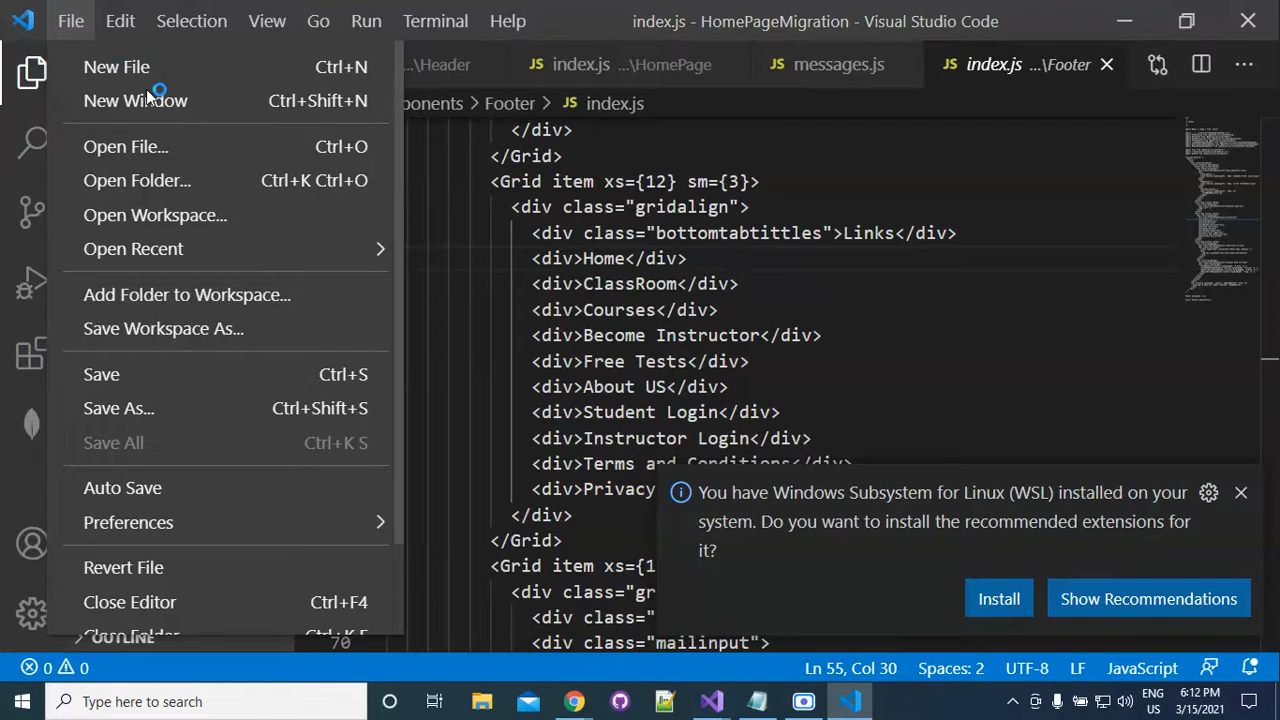 File Edit Selection View Go Run Terminal Help index.js - HomePageMigration - Visual Studio Code
New File Ctrl+N
New Window Ctrl+Shift+N
Open File... Ctrl+O
Open Folder... Ctrl+K Ctrl+O
Open Workspace...
Open Recent
Add Folder to Workspace...
Save Workspace As...
Save Ctrl+S
Save As... Ctrl+Shift+S
Save All Ctrl+K S
Auto Save
Preferences
Revert File
Close Editor Ctrl+F4
OUTLINE
...\Header JS index.js ...\HomePage JS messages.js JS index.js ...\Footer
ponents > Footer > JS index.js
</div>
</Grid>
<Grid item xs={12} sm={3}>
<div class="gridalign">
<div class="bottomtabtittles">Links</div>
<div>Home</div>
<div>ClassRoom</div>
<div>Courses</div>
<div>Become Instructor</div>
<div>Free Tests</div>
<div>About US</div>
<div>Student Login</div>
<div>Instructor Login</div>
<div>Terms and Conditions</div>
<div>Privacy
</div>
</Grid>
<Grid item xs={1
<div class="gr
<div class="
70 <div class="mailinput">
You have Windows Subsystem for Linux (WSL) installed on your
system. Do you want to install the recommended extensions for
it?
Install Show Recommendations
0 0 Ln 55, Col 30 Spaces: 2 UTF-8 LF JavaScript
Type here to search ENG US 6:12 PM 3/15/2021